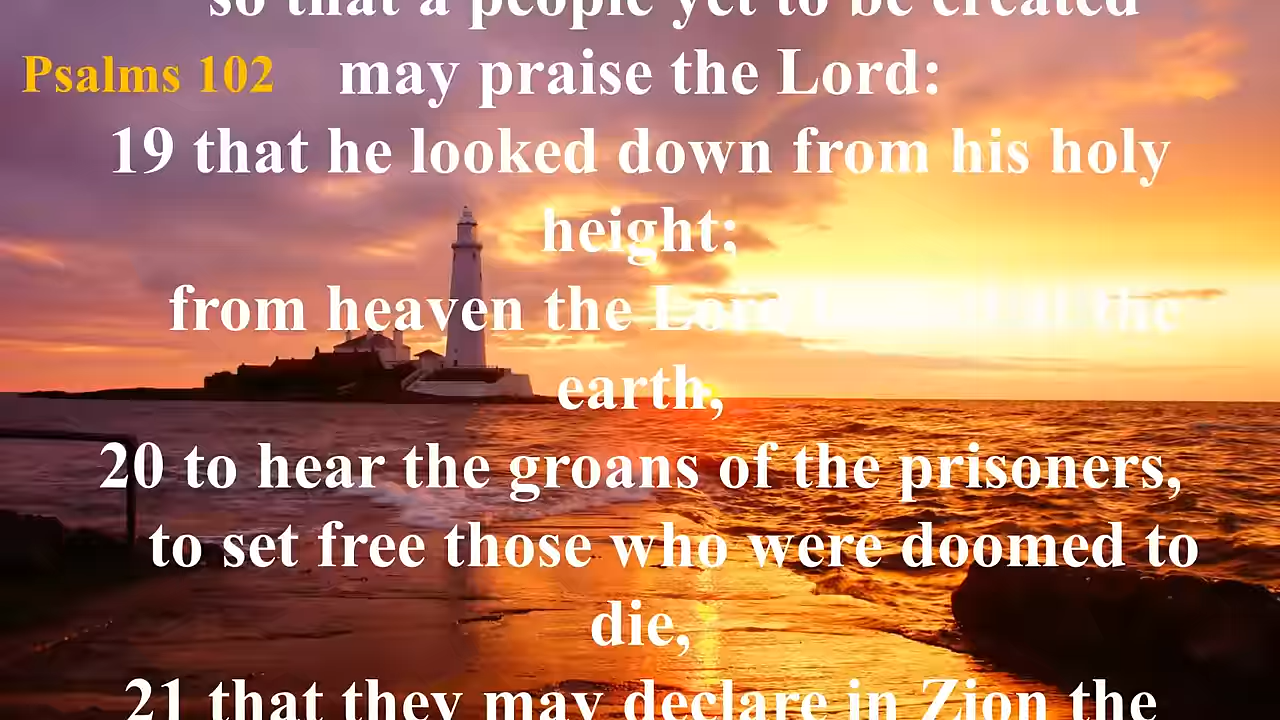 so that a people yet to be created
Psalms 102
may praise the Lord:
19 that he looked down from his holy
height;
from heaven the Lord looked at the
earth,
20 to hear the groans of the prisoners,
to set free those who were doomed to
die,
21 that they may declare in Zion the